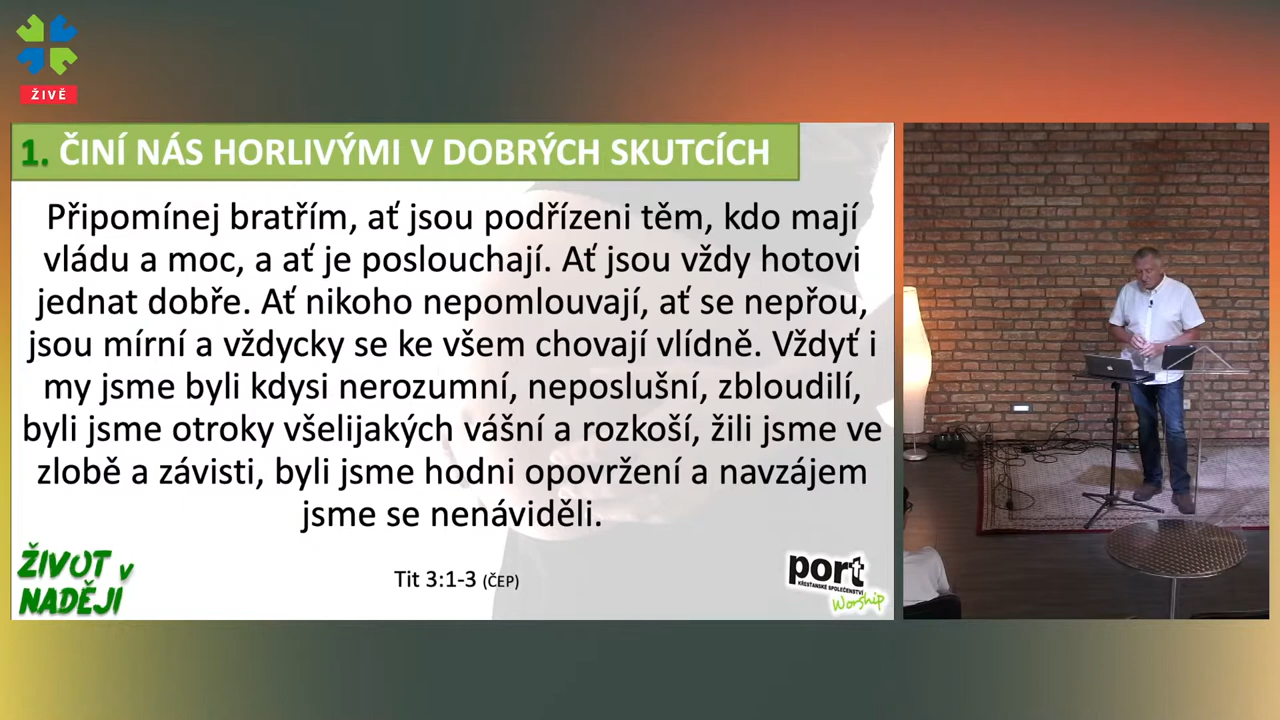 ŽIVĚ
1. ČINÍ NÁS HORLIVÝMI V DOBRÝCH SKUTCÍCH
Připomínej bratřím, ať jsou podřízeni těm, kdo mají
vládu a moc, a ať je poslouchají. Ať jsou vždy hotovi
jednat dobře. Ať nikoho nepomlouvají, ať se nepřou,
jsou mírní a vždycky se ke všem chovají vlídně. Vždyť i
my jsme byli kdysi nerozumní, neposlušní, zbloudilí,
byli jsme otroky všelijakých vášní a rozkoší, žili jsme ve
zlobě a závisti, byli jsme hodni opovržení a navzájem
jsme se nenáviděli.
Tit 3:1-3 (ČEP)
ŽIVOT V
NADĚJI
port
KŘESŤANSKÉ SPOLEČENSTVÍ
Worship